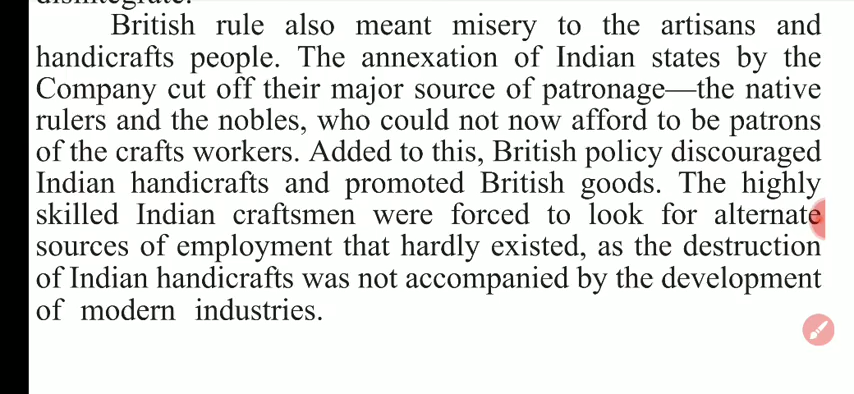 disintegrate.
British rule also meant misery to the artisans and
handicrafts people. The annexation of Indian states by the
Company cut off their major source of patronage—the native
rulers and the nobles, who could not now afford to be patrons
of the crafts workers. Added to this, British policy discouraged
Indian handicrafts and promoted British goods. The highly
skilled Indian craftsmen were forced to look for alternate
sources of employment that hardly existed, as the destruction
of Indian handicrafts was not accompanied by the development
of modern industries.